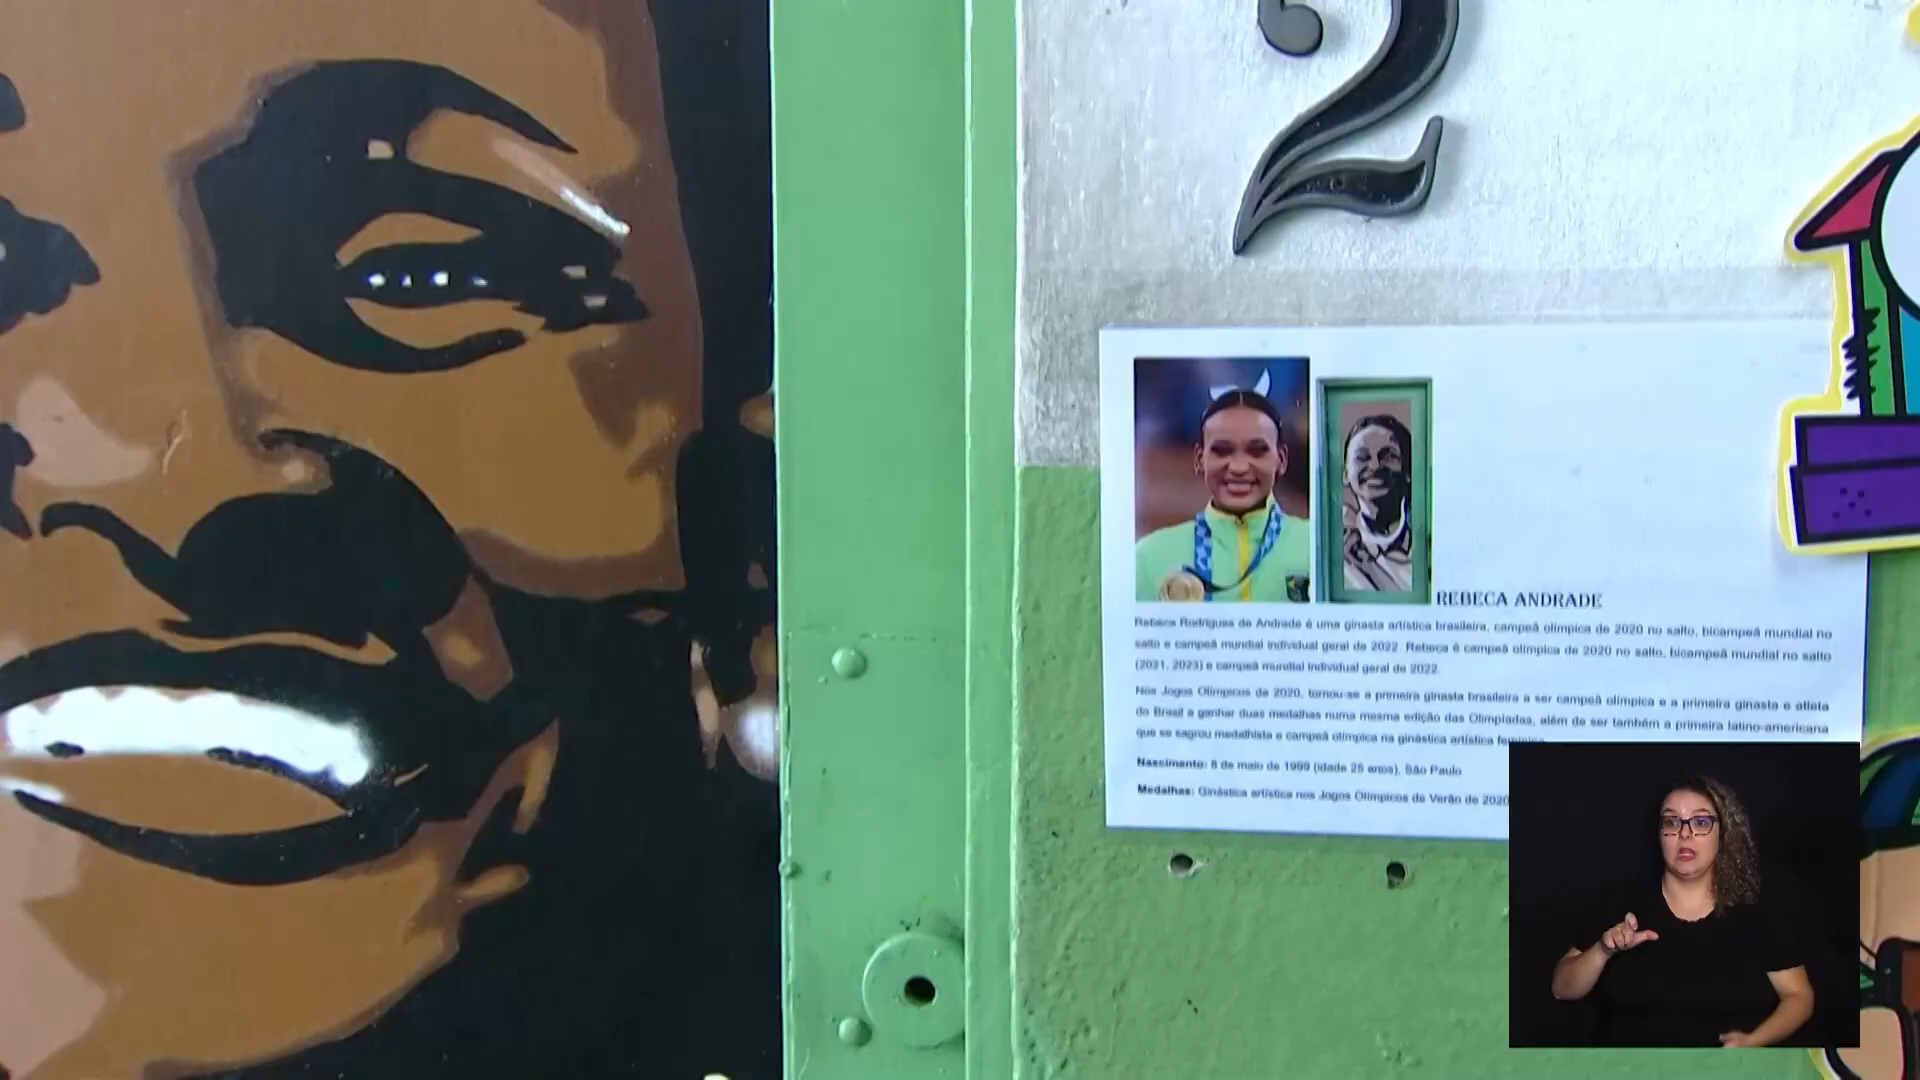 2
REBECA ANDRADE
Rebeca Rodrigues de Andrade é uma ginasta artística brasileira, campeã olímpica de 2020 no salto, bicampeã mundial no
salto e campeã mundial individual geral de 2022. Rebeca é campeã olímpica de 2020 no salto, bicampeã mundial no salto
(2021, 2023) e campeã mundial individual geral de 2022.
Nos Jogos Olímpicos de 2020, tornou-se a primeira ginasta brasileira a ser campeã olímpica e a primeira ginasta e atleta
do Brasil a ganhar duas medalhas numa mesma edição das Olimpíadas, além de ser também a primeira latino-americana
que se sagrou medalhista e campeã olímpica na ginástica artística
Nascimento: 8 de maio de 1999 (idade 25 anos), São Paulo
Medalhas: Ginástica artística nos Jogos Olímpicos de Verão de 2020